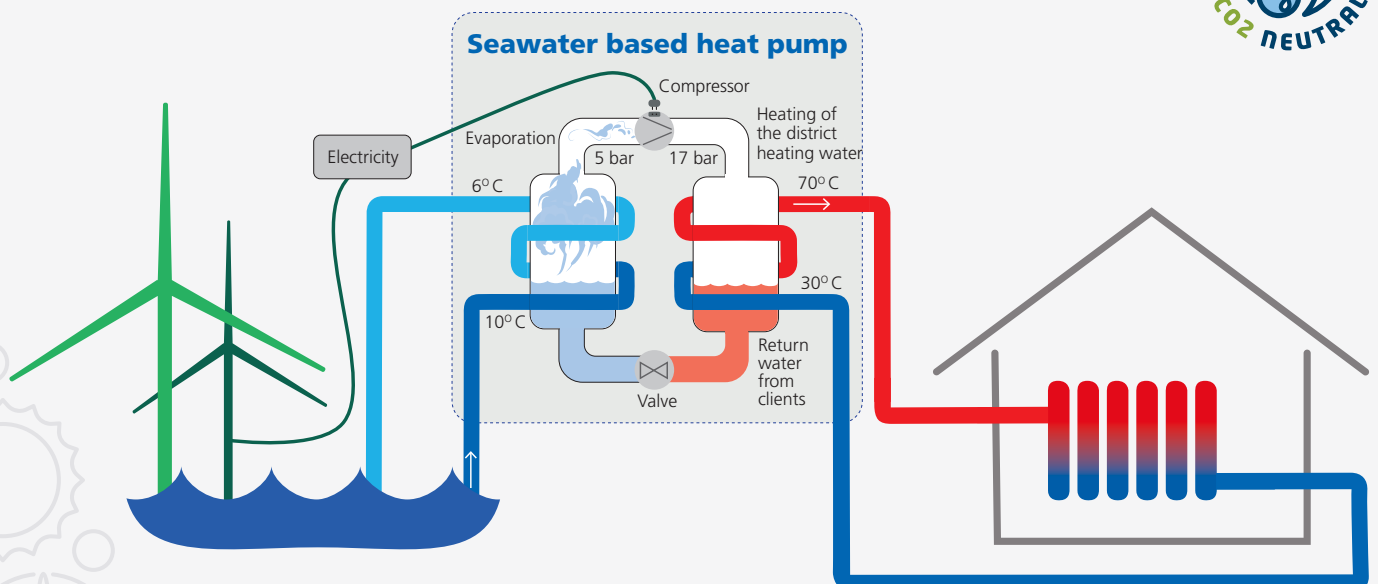 CO2 NEUTRAL
Seawater based heat pump
Compressor
Heating of
the district
heating water
Evaporation
Electricity
5 bar
17 bar
6° C
70° C
30° C
10° C
Return
water
from
clients
Valve